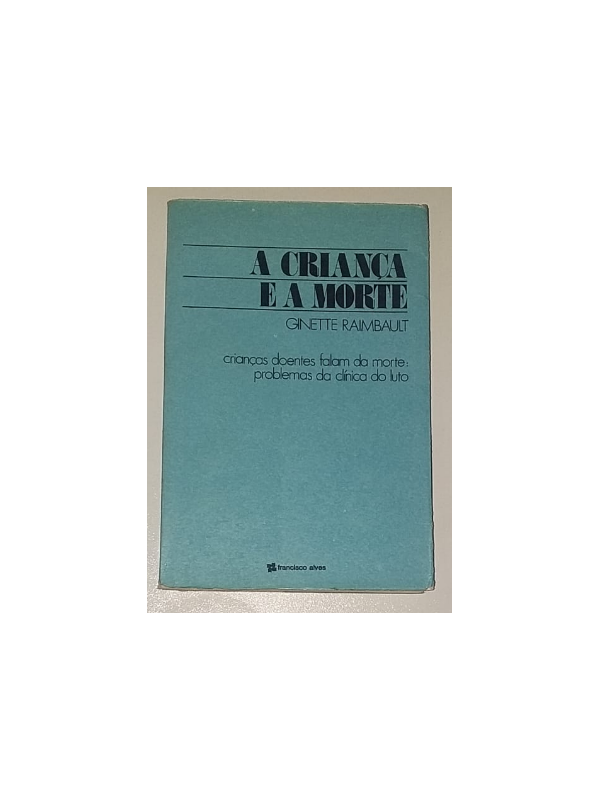 A CRIANÇA
E A MORTE
GINETTE RAIMBAULT
crianças doentes falam da morte:
problemas da clínica do luto
francisco alves